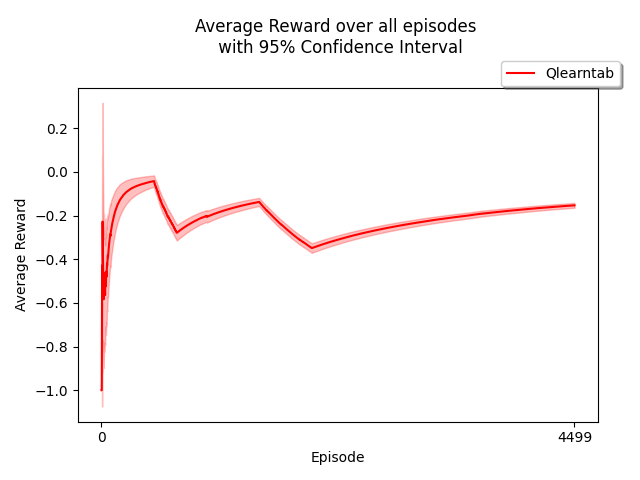 Average Reward over all episodes
with 95% Confidence Interval
Qlearntab
0.2
0.0
−0.2
−0.4
−0.6
−0.8
−1.0
Average Reward
0
4499
Episode